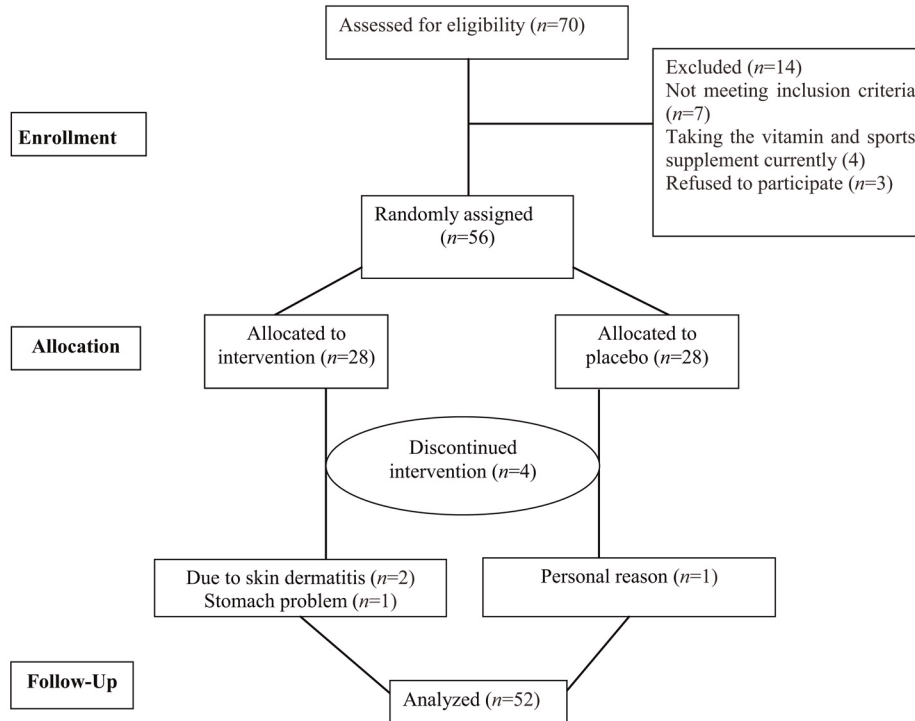 Assessed for eligibility (n=70)
Excluded (n=14)
Not meeting inclusion criteria
(n=7)
Taking the vitamin and sports
supplement currently (4)
Refused to participate (n=3)
Enrollment
Randomly assigned
(n=56)
Allocation
Allocated to
intervention (n=28)
Allocated to
placebo (n=28)
Discontinued
intervention (n=4)
Due to skin dermatitis (n=2)
Stomach problem (n=1)
Personal reason (n=1)
Follow-Up
Analyzed (n=52)